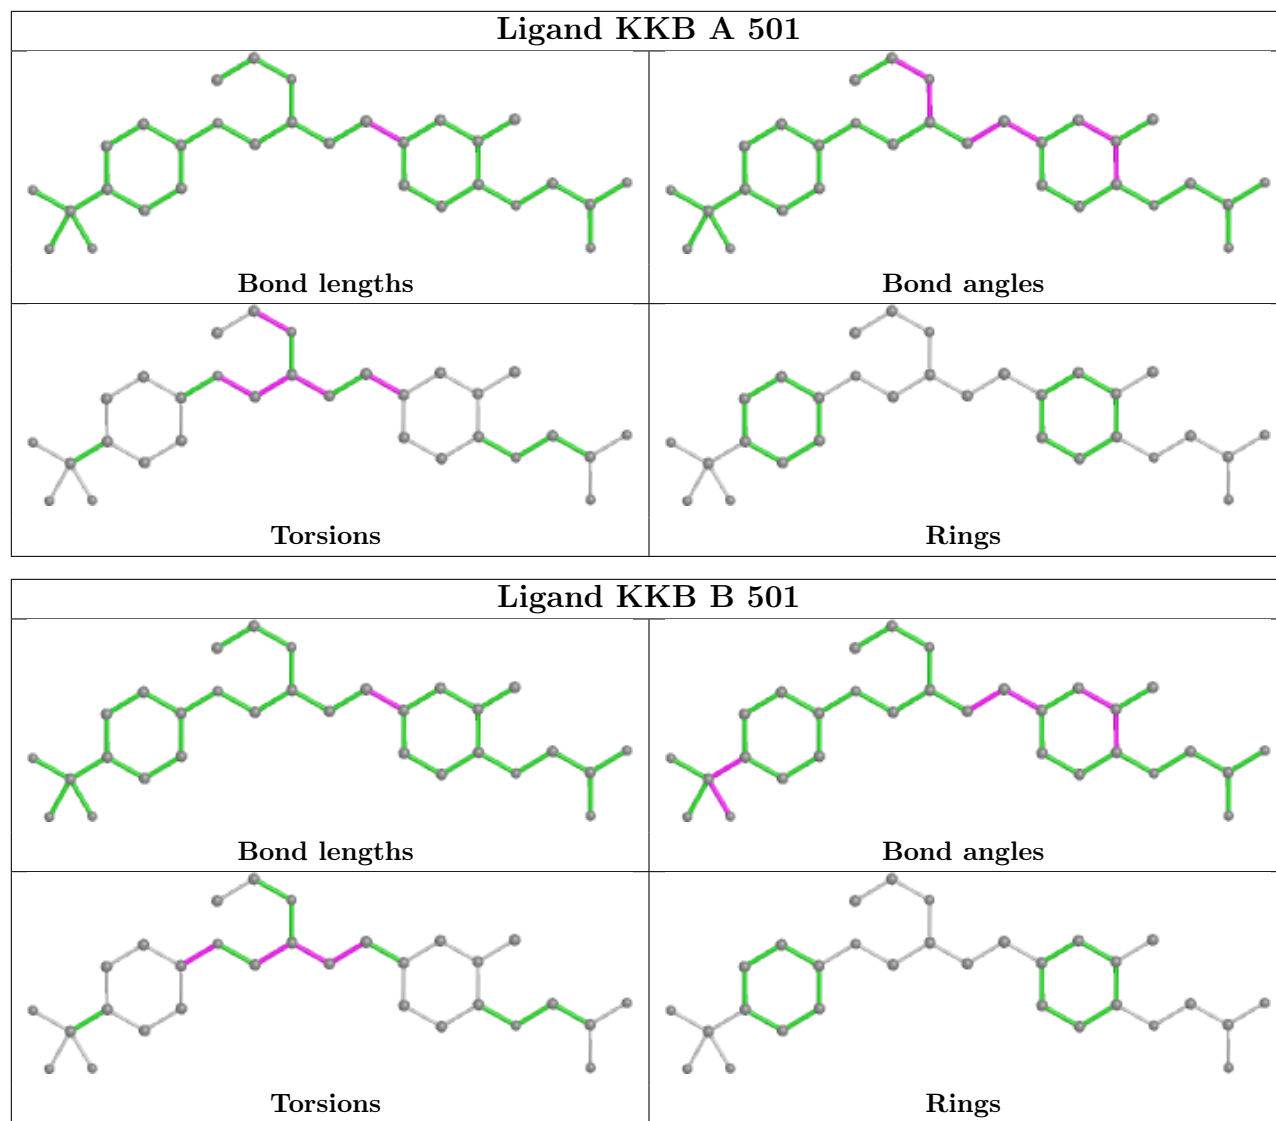 Ligand KKB A 501
Bond lengths
Bond angles
Torsions
Rings
Ligand KKB B 501
Bond lengths
Bond angles
Torsions
Rings